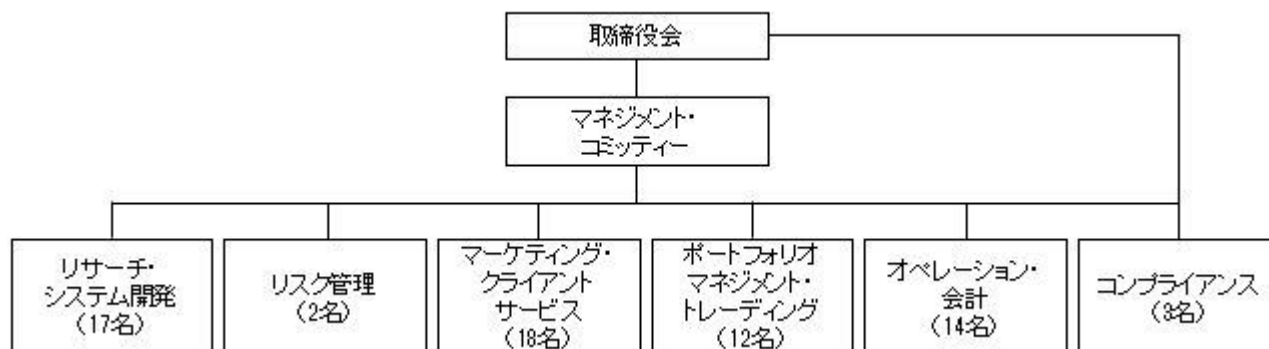 取締役会
マネジメント・
コミッティー
リサーチ・
システム開発
(17名)
リスク管理
(2名)
マーケティング・
クライアント
サービス
(18名)
ポートフォリオ
マネジメント・
トレーディング
(12名)
オペレーション・
会計
(14名)
コンプライアンス
(3名)